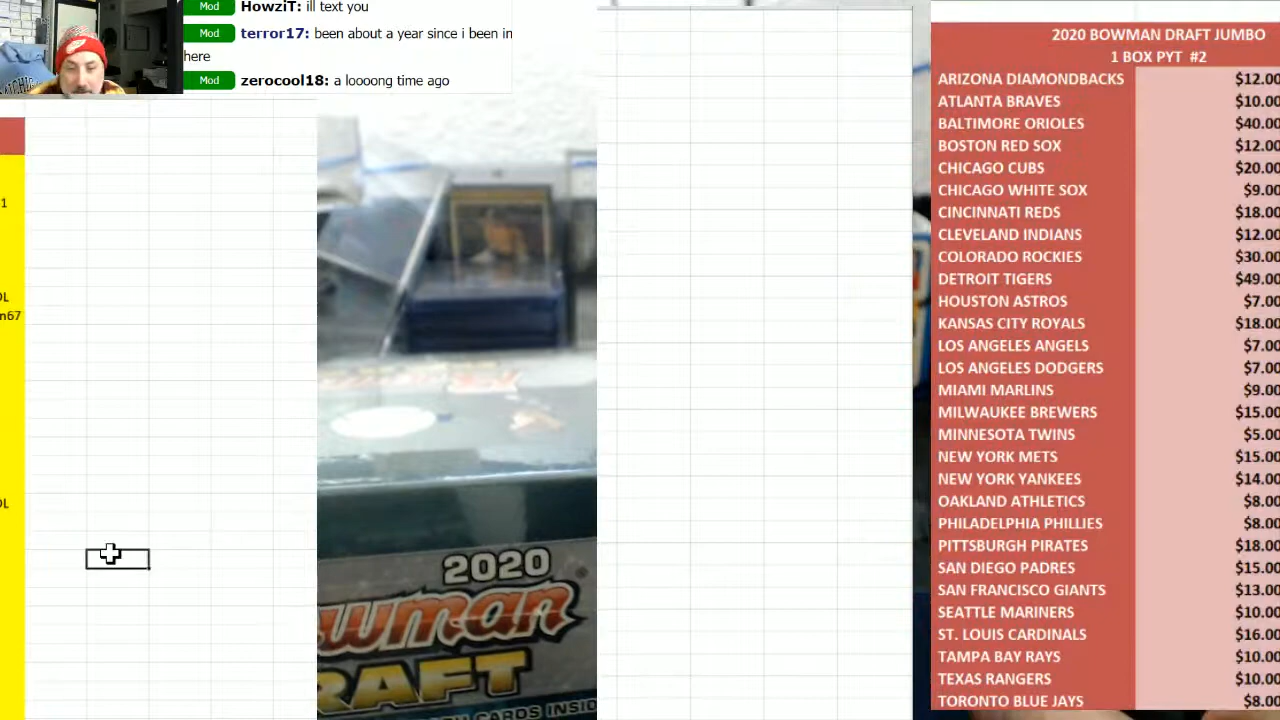 Mod HowziT: ill text you
Mod terror17: been about a year since i been in
here
Mod zerocool18: a loooong time ago
1
OL
n67
OL
2020
Bowman
DRAFT
CARDS INSID
2020 BOWMAN DRAFT JUMBO
1 BOX PYT #2
ARIZONA DIAMONDBACKS $12.00
ATLANTA BRAVES $10.00
BALTIMORE ORIOLES $40.00
BOSTON RED SOX $12.00
CHICAGO CUBS $20.00
CHICAGO WHITE SOX $9.00
CINCINNATI REDS $18.00
CLEVELAND INDIANS $12.00
COLORADO ROCKIES $30.00
DETROIT TIGERS $49.00
HOUSTON ASTROS $7.00
KANSAS CITY ROYALS $18.00
LOS ANGELES ANGELS $7.00
LOS ANGELES DODGERS $7.00
MIAMI MARLINS $9.00
MILWAUKEE BREWERS $15.00
MINNESOTA TWINS $5.00
NEW YORK METS $15.00
NEW YORK YANKEES $14.00
OAKLAND ATHLETICS $8.00
PHILADELPHIA PHILLIES $8.00
PITTSBURGH PIRATES $18.00
SAN DIEGO PADRES $15.00
SAN FRANCISCO GIANTS $13.00
SEATTLE MARINERS $10.00
ST. LOUIS CARDINALS $16.00
TAMPA BAY RAYS $10.00
TEXAS RANGERS $10.00
TORONTO BLUE JAYS $8.00